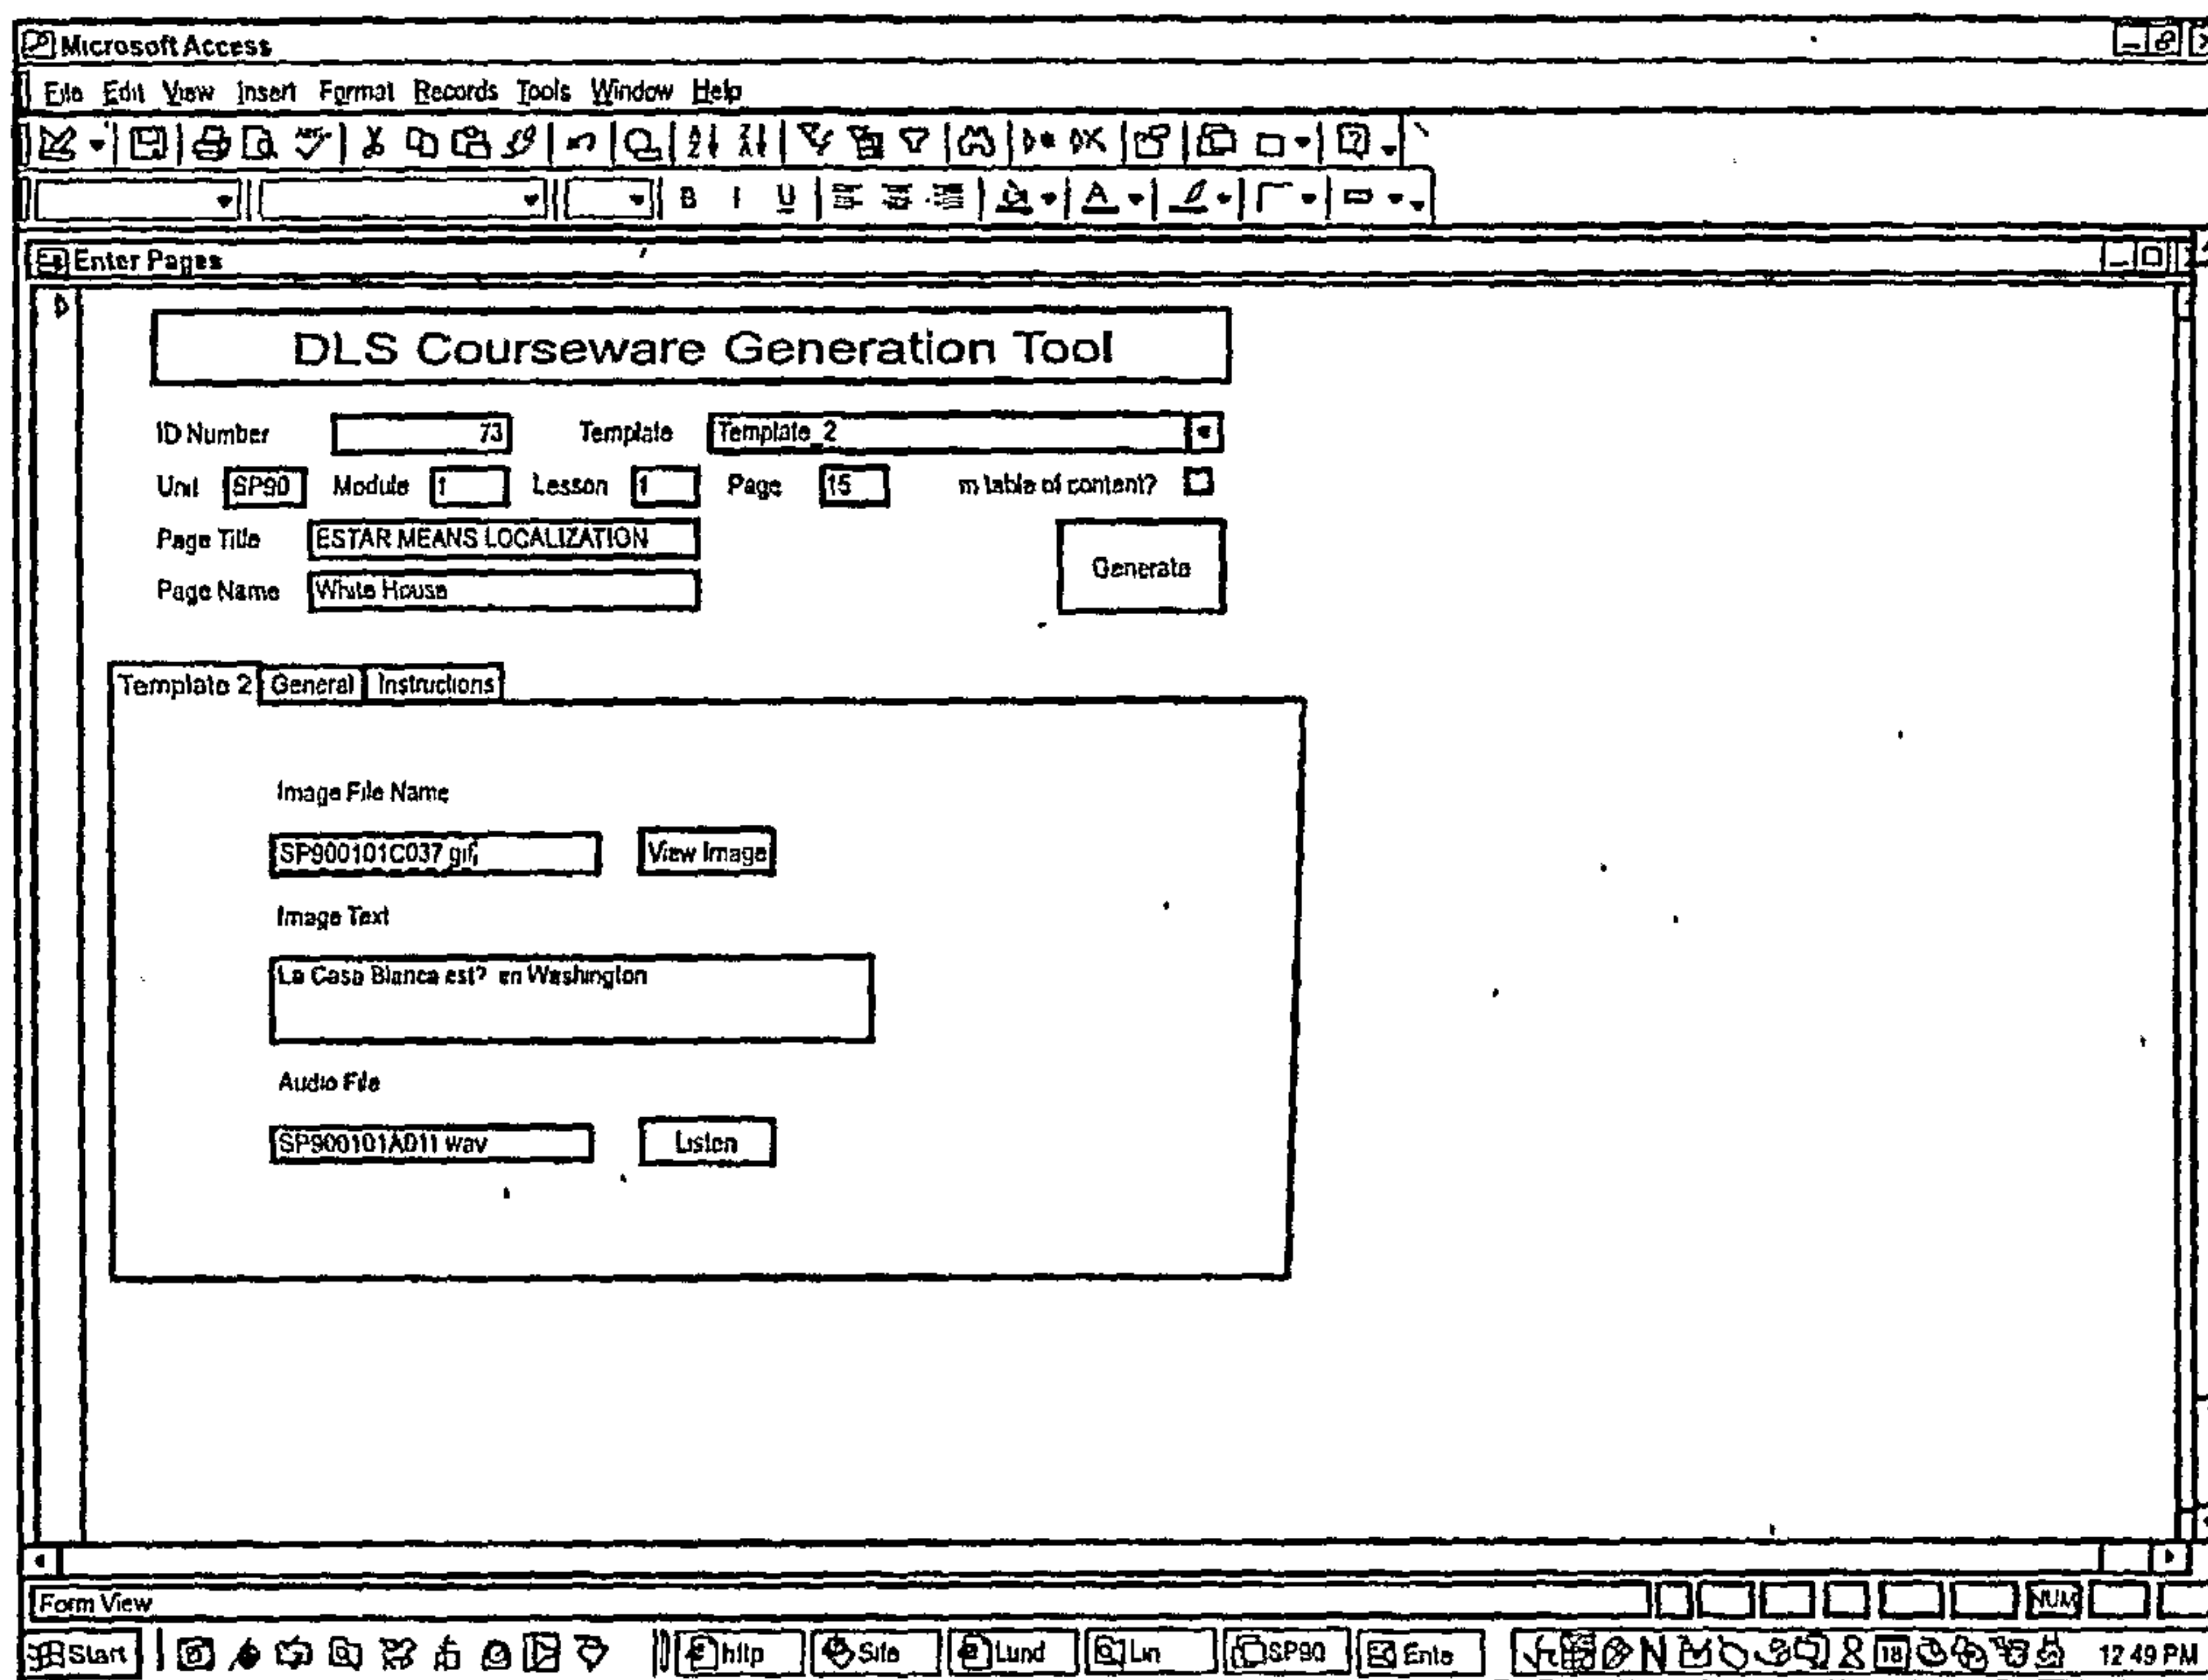 Microsoft Access
File Edit View Insert Format Records Tools Window Help
B I U A
Enter Pages
DLS Courseware Generation Tool
ID Number 73 Template Template_2
Unit SP90 Module 1 Lesson 1 Page 15 in table of content?
Page Title ESTAR MEANS LOCALIZATION
Page Name White House
Generate
Template 2 General Instructions
Image File Name
SP900101C037 gif View Image
Image Text
La Casa Blanca est? en Washington
Audio File
SP900101A011 wav Listen
Form View NUM
Start http Site Lund Lin SP90 Ente N 18 12 49 PM